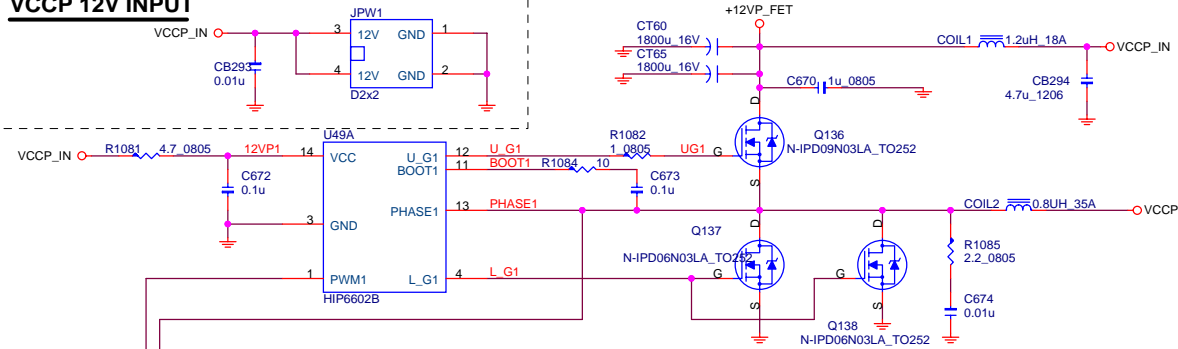 VCCP 12V INPUT
JPW1
VCCP_IN
3
12V
GND
1
4
12V
GND
2
CB293
0.01u
D2x2
+12VP_FET
CT60
1800u_16V
CT65
1800u_16V
COIL1
1.2uH_18A
VCCP_IN
C670
1u_0805
CB294
4.7u_1206
D
Q136
N-IPD09N03LA_TO252
G
S
U49A
VCCP_IN
R1081
4.7_0805
12VP1
14
VCC
U_G1
12
U_G1
R1082
1_0805
UG1
BOOT1
11
BOOT1
R1084
10
C672
0.1u
C673
0.1u
PHASE1
13
PHASE1
3
GND
COIL2
0.8UH_35A
VCCP
Q137
N-IPD06N03LA_TO252
D
G
S
D
G
S
R1085
2.2_0805
1
PWM1
L_G1
4
L_G1
HIP6602B
C674
0.01u
Q138
N-IPD06N03LA_TO252